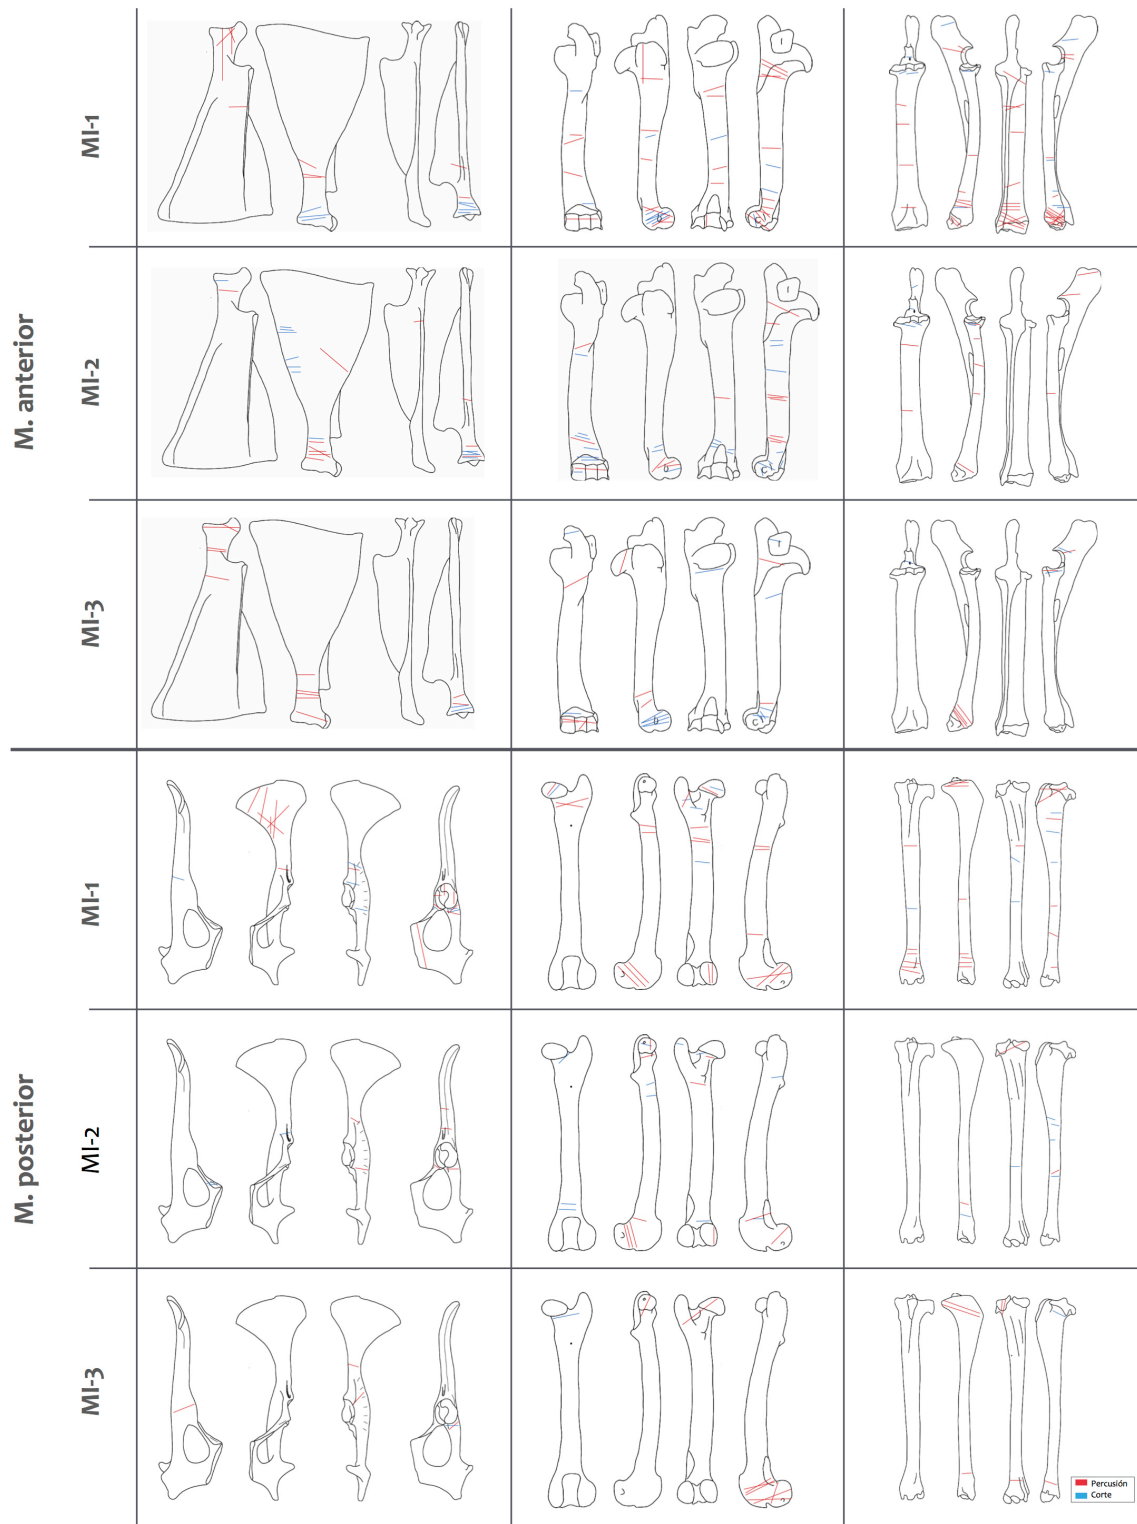 M. anterior
MI-1
MI-2
MI-3
M. posterior
MI-1
MI-2
MI-3
Percusión
Corte